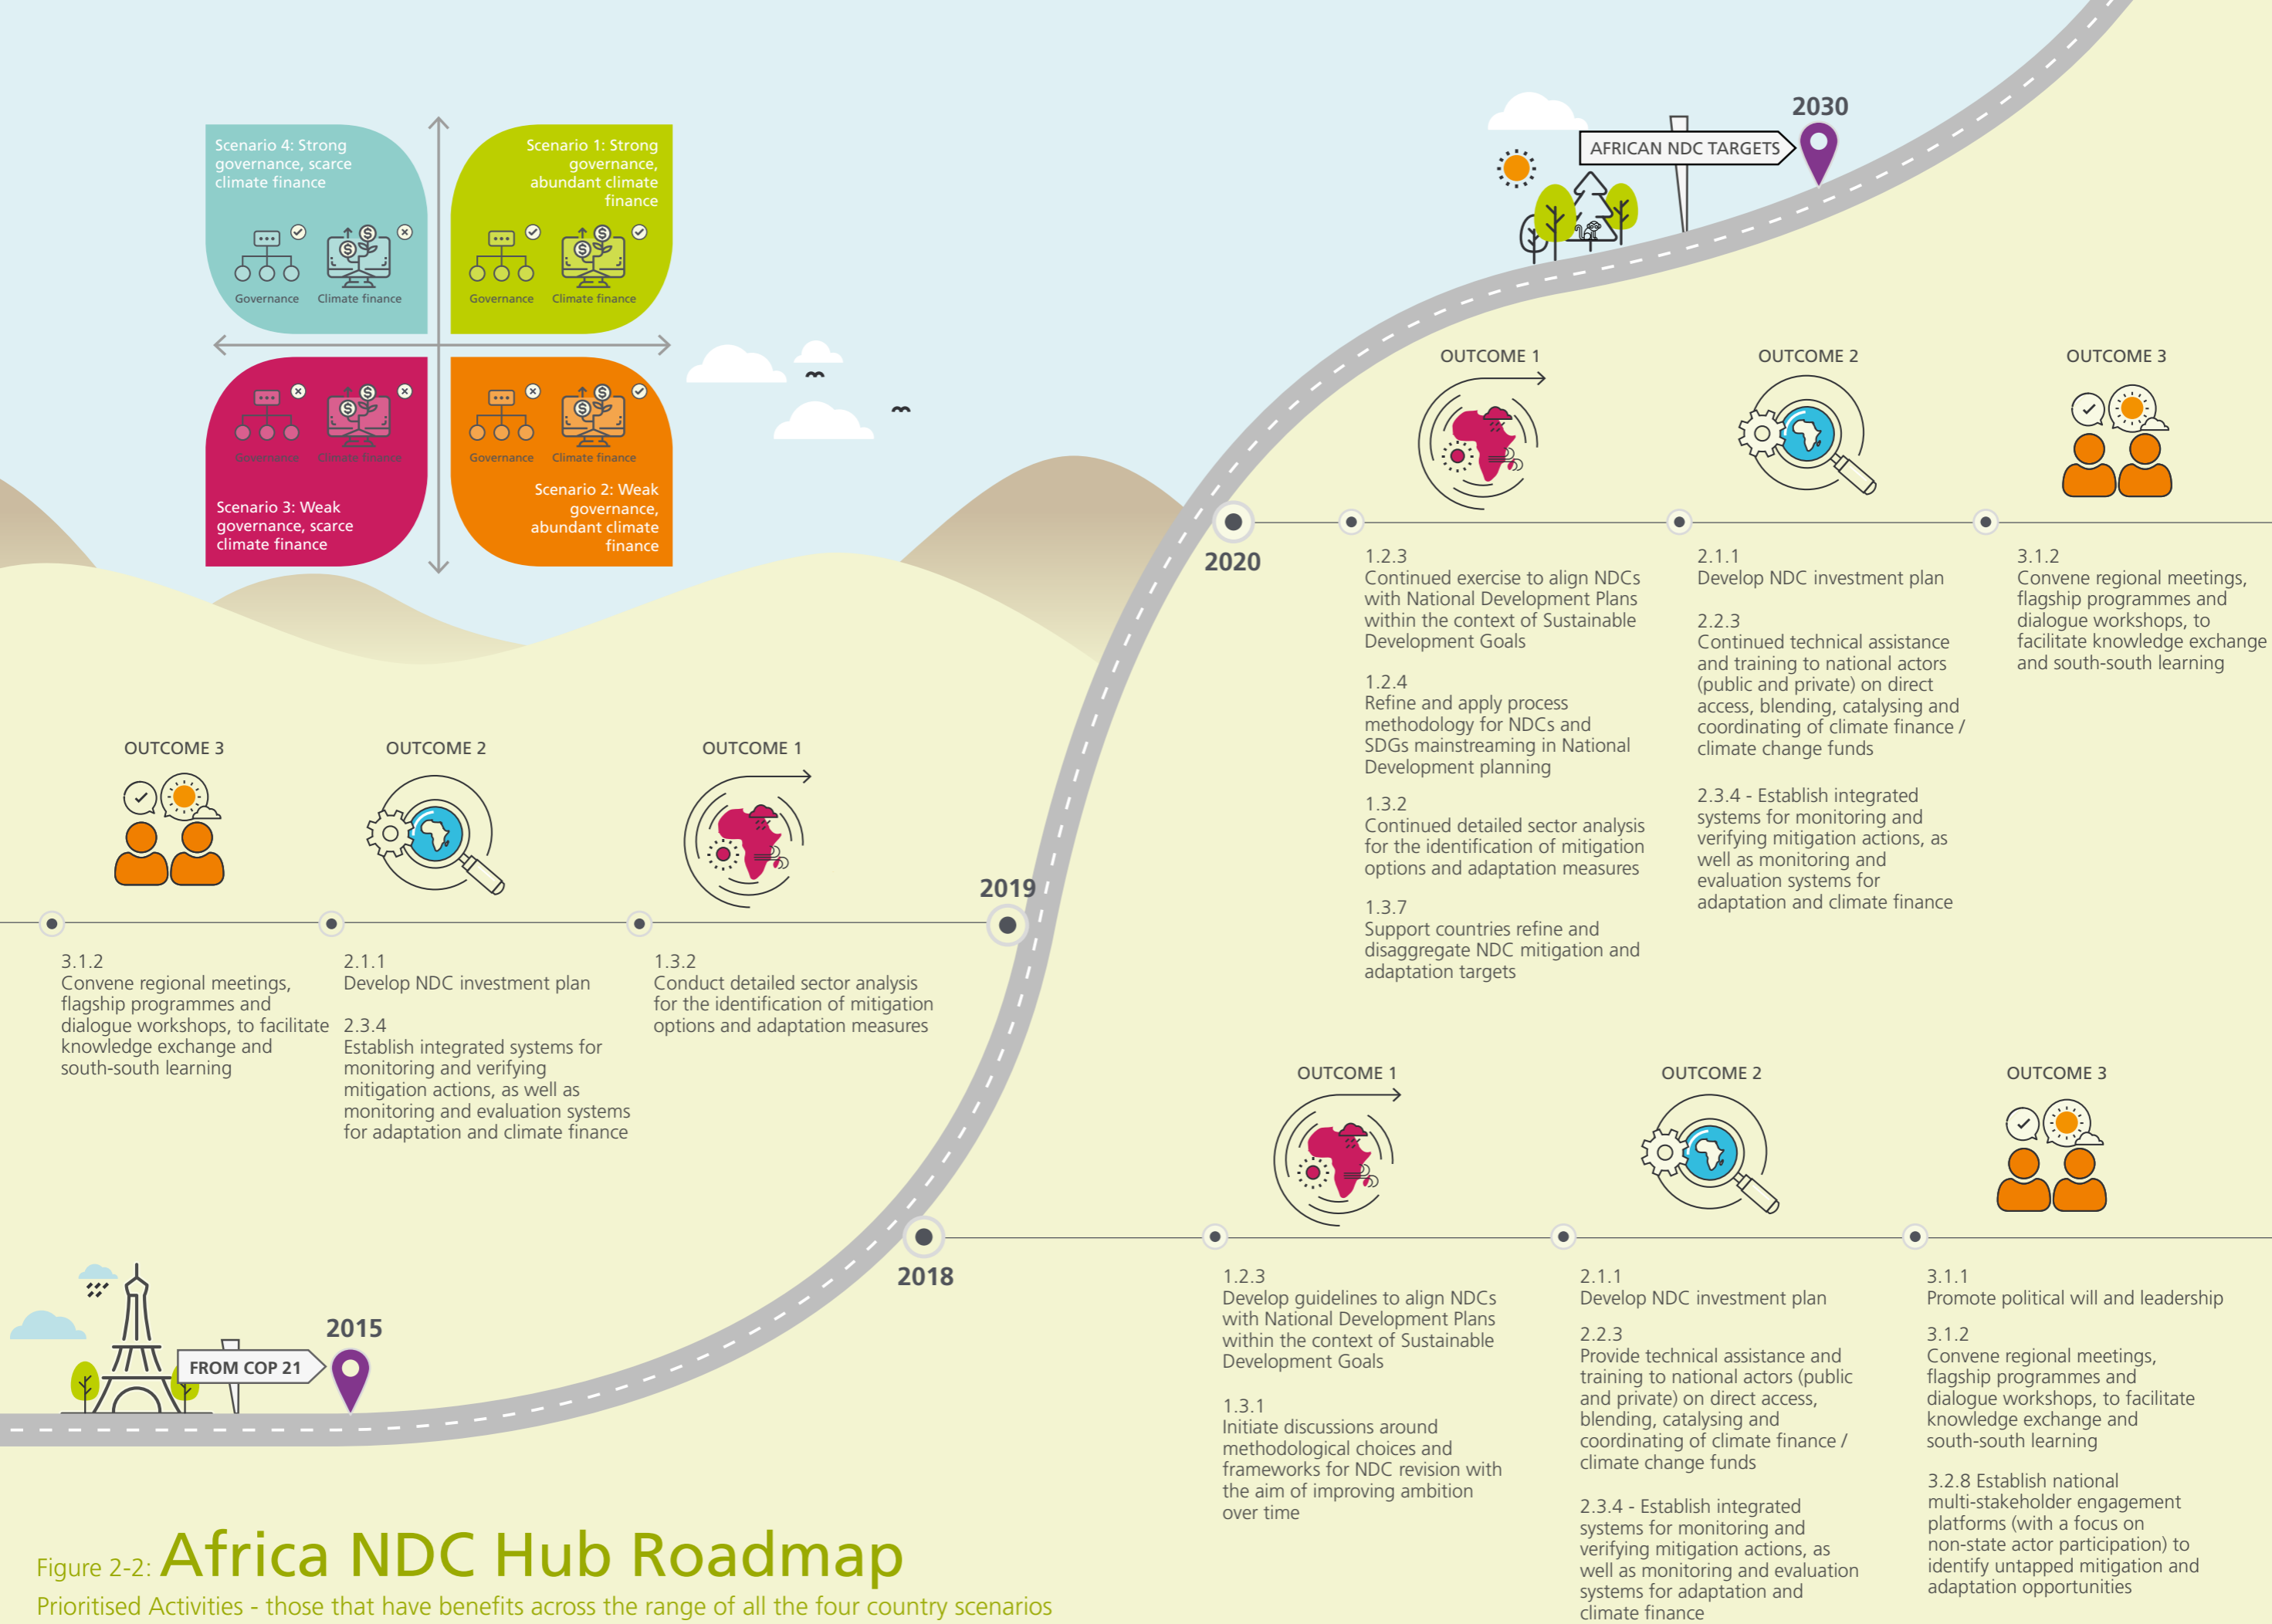 Scenario 4: Strong
governance, scarce
climate finance
Governance
Climate finance
Scenario 1: Strong
governance,
abundant climate
finance
Governance
Climate finance
Governance
Climate finance
Scenario 3: Weak
governance, scarce
climate finance
Governance
Climate finance
Scenario 2: Weak
governance,
abundant climate
finance
2030
AFRICAN NDC TARGETS
2020
OUTCOME 1
1.2.3
Continued exercise to align NDCs
with National Development Plans
within the context of Sustainable
Development Goals
1.2.4
Refine and apply process
methodology for NDCs and
SDGs mainstreaming in National
Development planning
1.3.2
Continued detailed sector analysis
for the identification of mitigation
options and adaptation measures
1.3.7
Support countries refine and
disaggregate NDC mitigation and
adaptation targets
OUTCOME 2
2.1.1
Develop NDC investment plan
2.2.3
Continued technical assistance
and training to national actors
(public and private) on direct
access, blending, catalysing and
coordinating of climate finance /
climate change funds
2.3.4 - Establish integrated
systems for monitoring and
verifying mitigation actions, as
well as monitoring and
evaluation systems for
adaptation and climate finance
OUTCOME 3
3.1.2
Convene regional meetings,
flagship programmes and
dialogue workshops, to
facilitate knowledge exchange
and south-south learning
OUTCOME 3
3.1.2
Convene regional meetings,
flagship programmes and
dialogue workshops, to facilitate
knowledge exchange and
south-south learning
OUTCOME 2
2.1.1
Develop NDC investment plan
2.3.4
Establish integrated systems for
monitoring and verifying
mitigation actions, as well as
monitoring and evaluation systems
for adaptation and climate finance
OUTCOME 1
1.3.2
Conduct detailed sector analysis
for the identification of mitigation
options and adaptation measures
2019
2018
OUTCOME 1
1.2.3
Develop guidelines to align NDCs
with National Development Plans
within the context of Sustainable
Development Goals
1.3.1
Initiate discussions around
methodological choices and
frameworks for NDC revision with
the aim of improving ambition
over time
OUTCOME 2
2.1.1
Develop NDC investment plan
2.2.3
Provide technical assistance and
training to national actors (public
and private) on direct access,
blending, catalysing and
coordinating of climate finance /
climate change funds
2.3.4 - Establish integrated
systems for monitoring and
verifying mitigation actions, as
well as monitoring and evaluation
systems for adaptation and
climate finance
OUTCOME 3
3.1.1
Promote political will and leadership
3.1.2
Convene regional meetings,
flagship programmes and
dialogue workshops, to facilitate
knowledge exchange and
south-south learning
3.2.8 Establish national
multi-stakeholder engagement
platforms (with a focus on
non-state actor participation) to
identify untapped mitigation and
adaptation opportunities
2015
FROM COP 21
Figure 2-2: Africa NDC Hub Roadmap
Prioritised Activities - those that have benefits across the range of all the four country scenarios